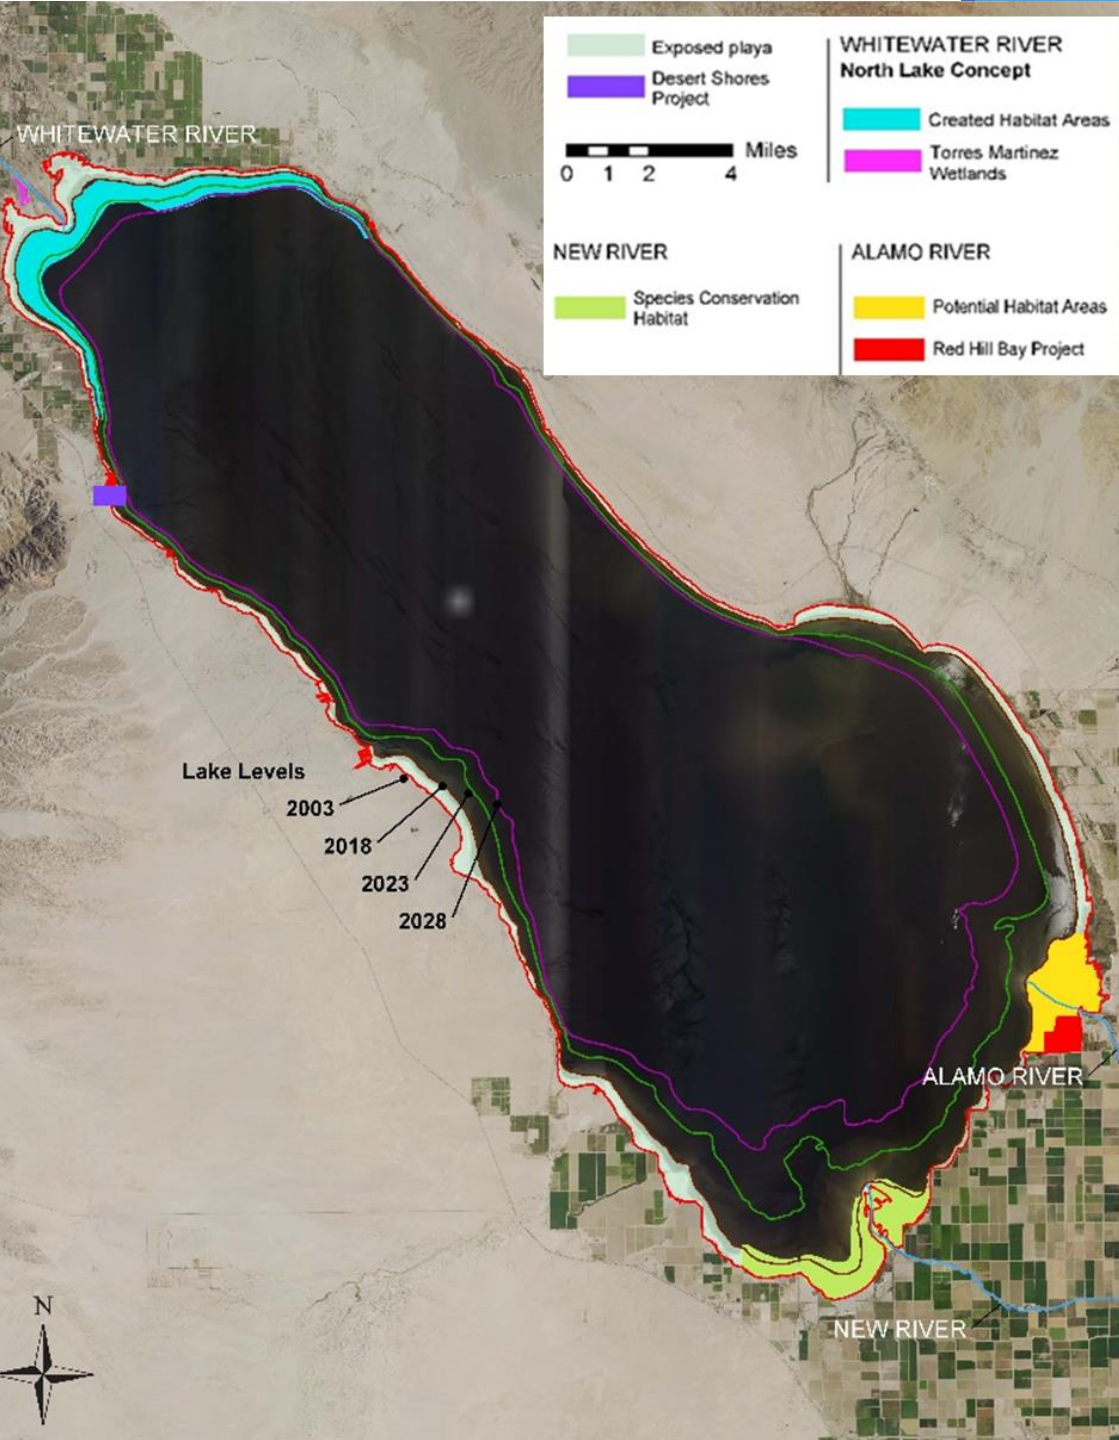 Exposed playa
Desert Shores
Project
Miles
0 1 2 4
WHITEWATER RIVER
North Lake Concept
Created Habitat Areas
Torres Martinez
Wetlands
NEW RIVER
Species Conservation
Habitat
ALAMO RIVER
Potential Habitat Areas
Red Hill Bay Project
WHITEWATER RIVER
Lake Levels
2003
2018
2023
2028
ALAMO RIVER
NEW RIVER
N